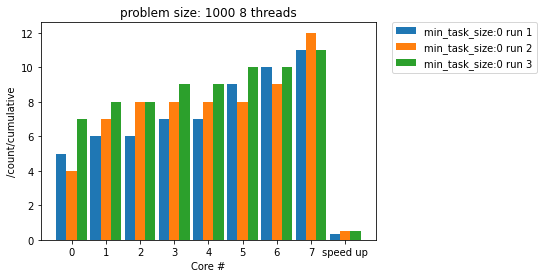 problem size: 1000 8 threads
min_task_size:0 run 1
min_task_size:0 run 2
min_task_size:0 run 3
/count/cumulative
12
10
8
6
4
2
0
0 1 2 3 4 5 6 7 speed up
Core #